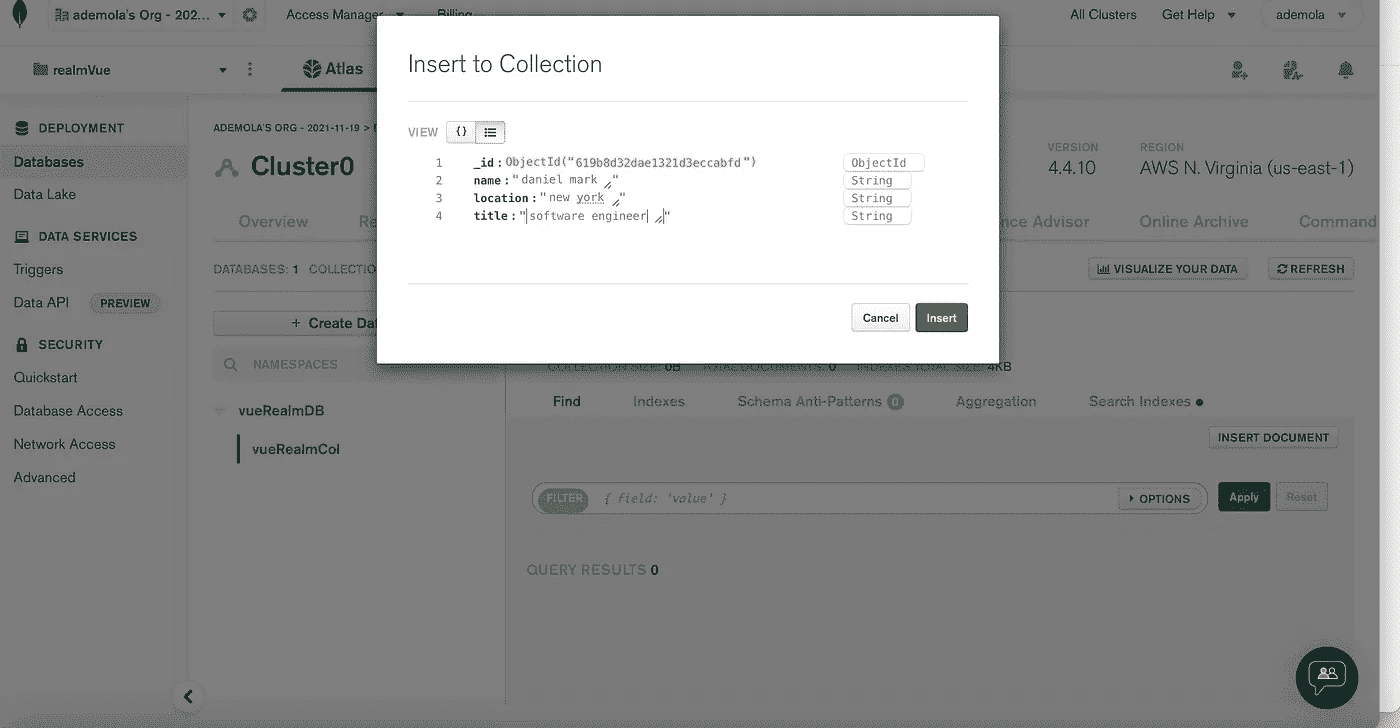 ademola's Org - 202... Access Manager Billing All Clusters Get Help ademola
realmVue Atlas
Insert to Collection
VIEW {}
1 _id : ObjectId("619b8d32dae1321d3eccabfd") ObjectId
2 name : "daniel mark " String
3 location : "new york " String
4 title : "software engineer " String
Cancel Insert
DEPLOYMENT
Databases
Data Lake
DATA SERVICES
Triggers
Data API PREVIEW
SECURITY
Quickstart
Database Access
Network Access
Advanced
ADEMOLA'S ORG - 2021-11-19 >
Cluster0
VERSION
4.4.10
REGION
AWS N. Virginia (us-east-1)
Overview Online Archive Command
Advisor
DATABASES: 1 VISUALIZE YOUR DATA REFRESH
+ Create
NAMESPACES
vueRealmDB
vueRealmCol
COLLECTION SIZE: 0B TOTAL DOCUMENTS: 0 INDEXES TOTAL SIZE: 4KB
Find Indexes Schema Anti-Patterns 0 Aggregation Search Indexes
INSERT DOCUMENT
FILTER { field: 'value' } OPTIONS Apply Reset
QUERY RESULTS 0